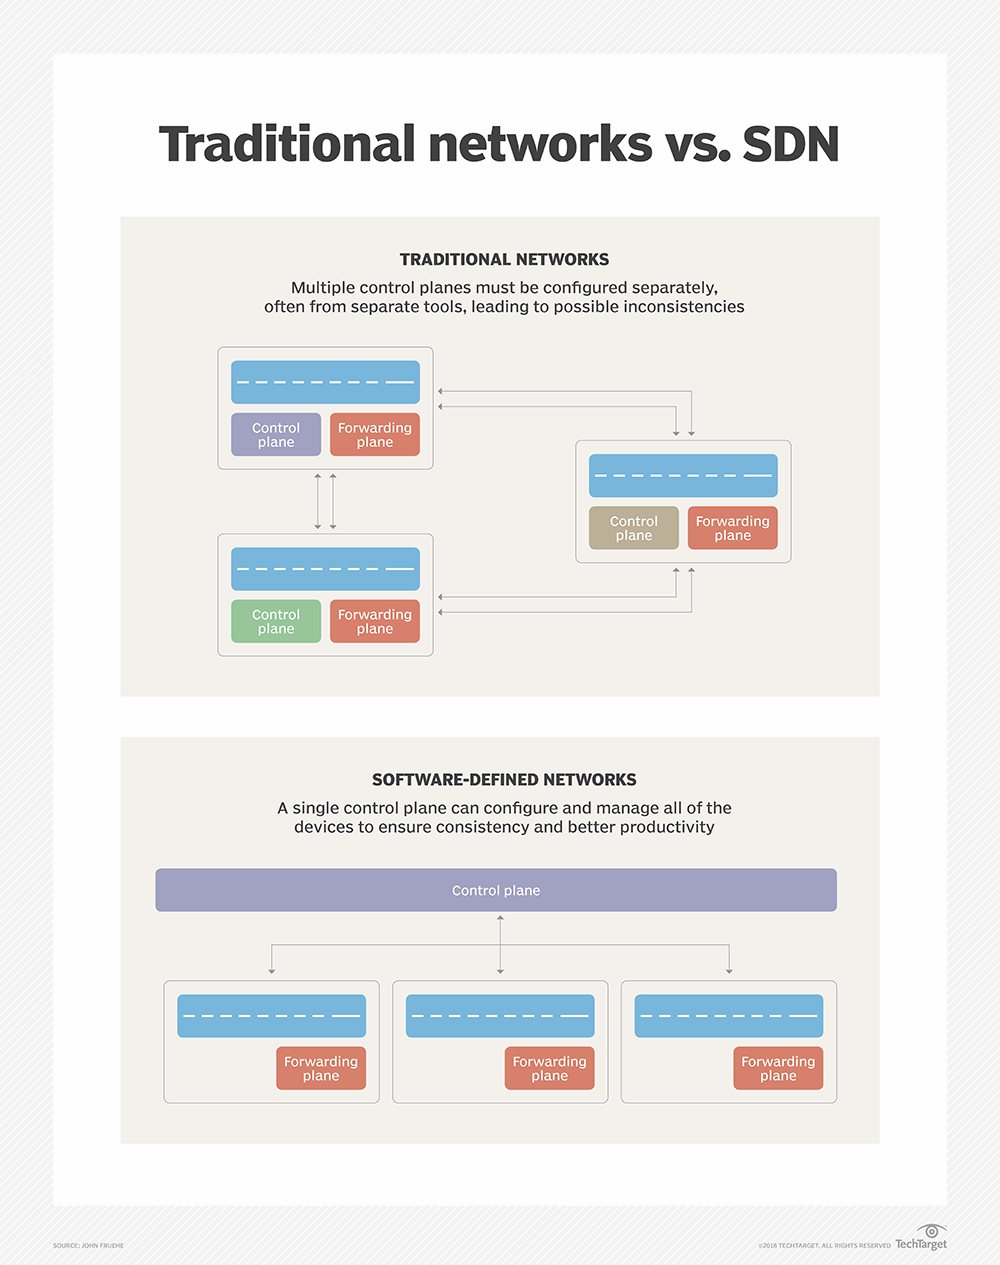 Traditional networks vs. SDN
TRADITIONAL NETWORKS
Multiple control planes must be configured separately,
often from separate tools, leading to possible inconsistencies
Control
plane
Forwarding
plane
Control
plane
Forwarding
plane
Control
plane
Forwarding
plane
SOFTWARE-DEFINED NETWORKS
A single control plane can configure and manage all of the
devices to ensure consistency and better productivity
Control plane
Forwarding
plane
Forwarding
plane
Forwarding
plane
SOURCE: JOHN FRUEHE
©2018 TECHTARGET. ALL RIGHTS RESERVED
TechTarget